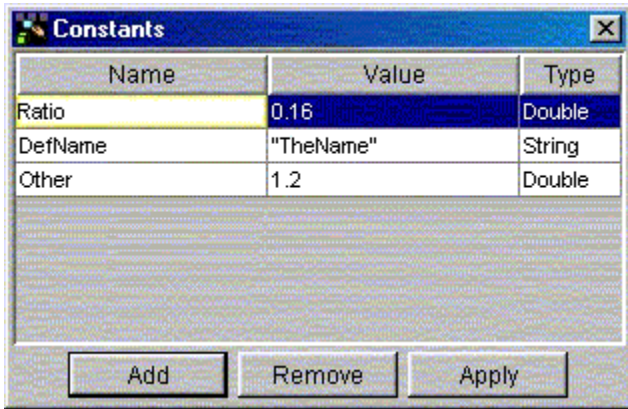 Constants
Name Value Type
Ratio 0.16 Double
DefName "TheName" String
Other 1.2 Double
Add Remove Apply